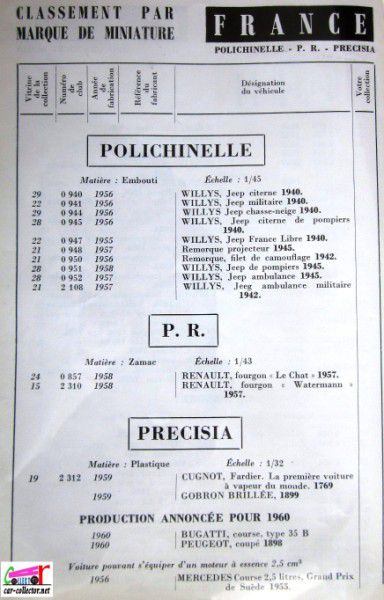 CLASSEMENT PAR
MARQUE DE MINIATURE
FRANCE
POLICHINELLE - P. R. - PRECISIA
Vitrine de la collection
Numéro de club
Année de fabrication
Référence du fabricant
Désignation du véhicule
Votre collection
POLICHINELLE
Matière : Embouti Échelle : 1/45
29 0 940 1956 WILLYS, Jeep citerne 1940.
22 0 941 1956 WILLYS, Jeep militaire 1940.
29 0 944 1956 WILLYS, Jeep chasse-neige 1940.
28 0 945 1956 WILLYS, Jeep citerne de pompiers
1940.
22 0 947 1955 WILLYS, Jeep France Libre 1940.
21 0 948 1957 Remorque projecteur 1945.
21 0 950 1956 Remorque, filet de camouflage 1942.
28 0 951 1958 WILLYS, Jeep de pompiers 1945.
28 0 952 1957 WILLYS, Jeep ambulance 1945.
21 2 108 1957 WILLYS, Jeeg ambulance militaire
1942.
P. R.
Matière : Zamac Échelle : 1/43
24 0 857 1958 RENAULT, fourgon « Le Chat » 1957.
15 2 310 1958 RENAULT, fourgon « Watermann »
1957.
PRECISIA
Matière : Plastique Échelle : 1/32
19 2 312 1959 CUGNOT, Fardier. La première voiture
à vapeur du monde. 1769
1959 GOBRON BRILLÉE, 1899
PRODUCTION ANNONCÉE POUR 1960
1960 BUGATTI, course, type 35 B
1960 PEUGEOT, coupé 1898
Voiture pouvant s'équiper d'un moteur à essence 2,5 cm³
1956 MERCEDES Course 2,5 litres, Grand Prix
de Suède 1955.
COLLECTOR
car-collector.net